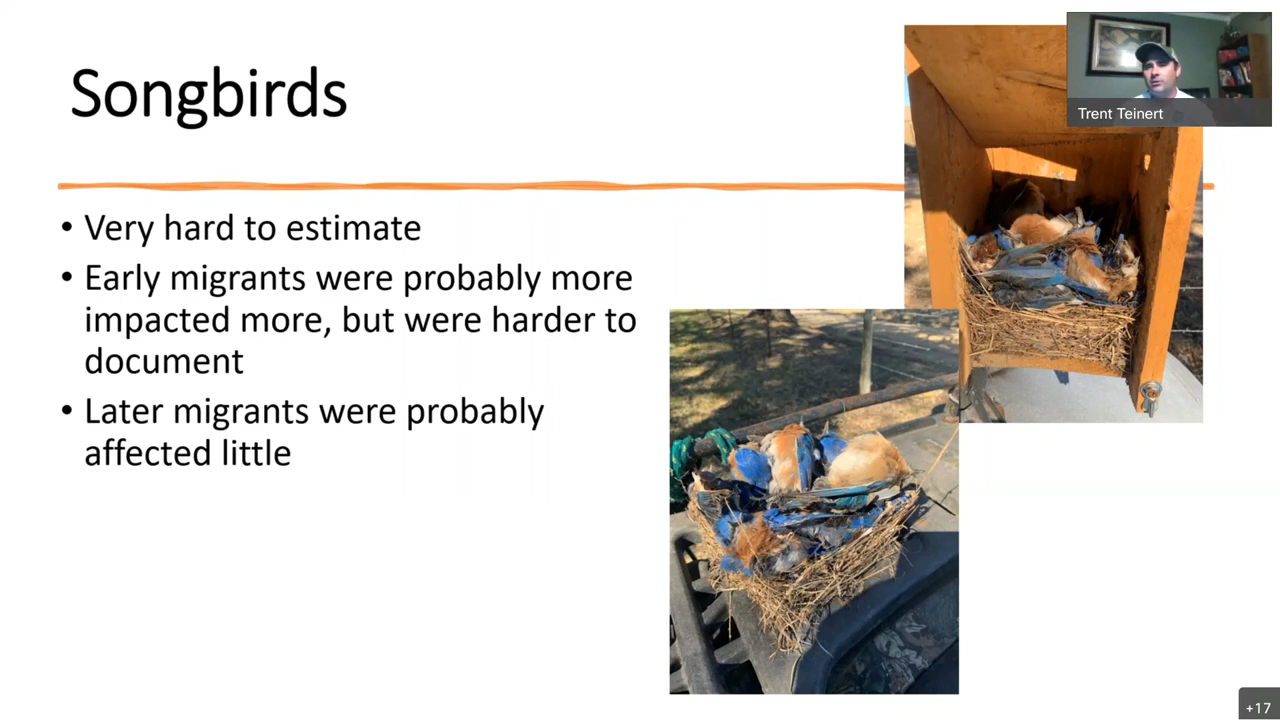 Songbirds
Trent Teinert
• Very hard to estimate
• Early migrants were probably more
impacted more, but were harder to
document
• Later migrants were probably
affected little
+17